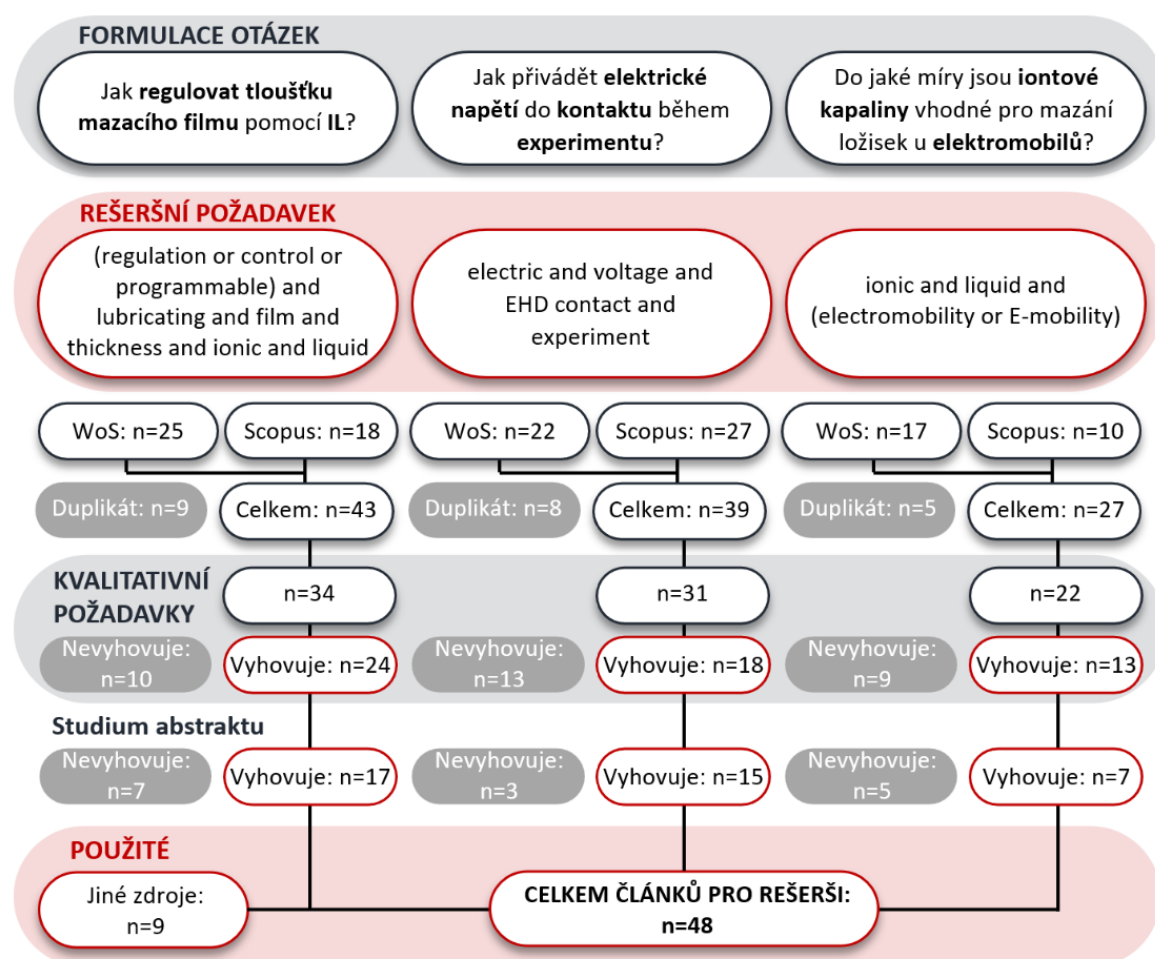 FORMULACE OTÁZEK
Jak regulovat tloušťku
mazacího filmu pomocí IL?
Jak přivádět elektrické
napětí do kontaktu během
experimentu?
Do jaké míry jsou iontové
kapaliny vhodné pro mazání
ložisek u elektromobilů?
REŠERŠNÍ POŽADAVEK
(regulation or control or
programmable) and
lubricating and film and
thickness and ionic and liquid
electric and voltage and
EHD contact and
experiment
ionic and liquid and
(electromobility or E-mobility)
WoS: n=25
Scopus: n=18
WoS: n=22
Scopus: n=27
WoS: n=17
Scopus: n=10
Duplikát: n=9
Celkem: n=43
Duplikát: n=8
Celkem: n=39
Duplikát: n=5
Celkem: n=27
KVALITATIVNÍ
POŽADAVKY
n=34
n=31
n=22
Nevyhovuje:
n=10
Vyhovuje: n=24
Nevyhovuje:
n=13
Vyhovuje: n=18
Nevyhovuje:
n=9
Vyhovuje: n=13
Studium abstraktu
Nevyhovuje:
n=7
Vyhovuje: n=17
Nevyhovuje:
n=3
Vyhovuje: n=15
Nevyhovuje:
n=5
Vyhovuje: n=7
POUŽITÉ
Jiné zdroje:
n=9
CELKEM ČLÁNKŮ PRO REŠERŠI:
n=48